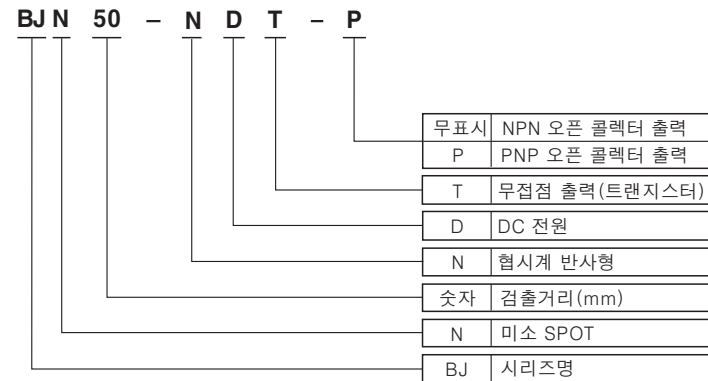 BJ N 50 - N D T - P
무표시 NPN 오픈 콜렉터 출력
P PNP 오픈 콜렉터 출력
T 무접점 출력(트랜지스터)
D DC 전원
N 협시계 반사형
숫자 검출거리(mm)
N 미소 SPOT
BJ 시리즈명